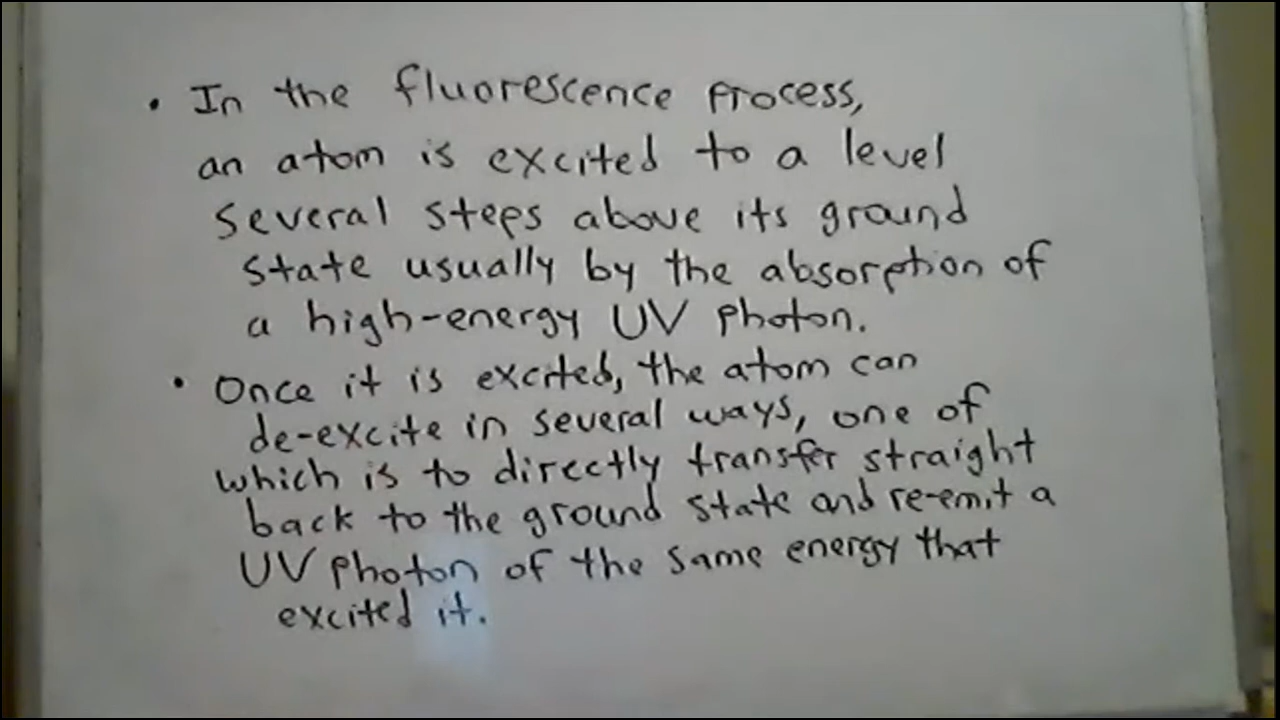 • In the fluorescence process,
an atom is excited to a level
several steps above its ground
state usually by the absorption of
a high-energy UV photon.
• Once it is excited, the atom can
de-excite in several ways, one of
which is to directly transfer straight
back to the ground state and re-emit a
UV photon of the same energy that
excited it.